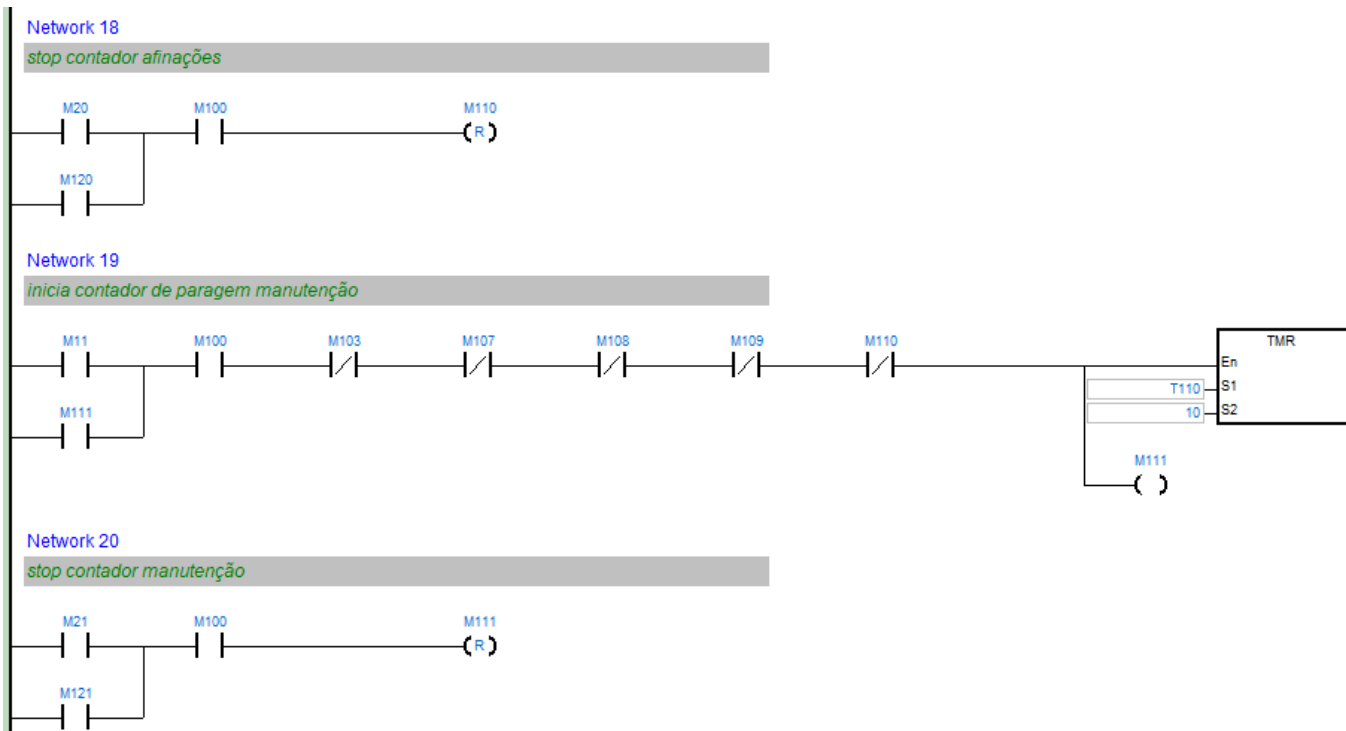 Network 18
stop contador afinações
M20 M100 M110
R
M120
Network 19
inicia contador de paragem manutenção
M11 M100 M103 M107 M108 M109 M110
TMR
En
T110 S1
10 S2
M111
M111
Network 20
stop contador manutenção
M21 M100 M111
R
M121